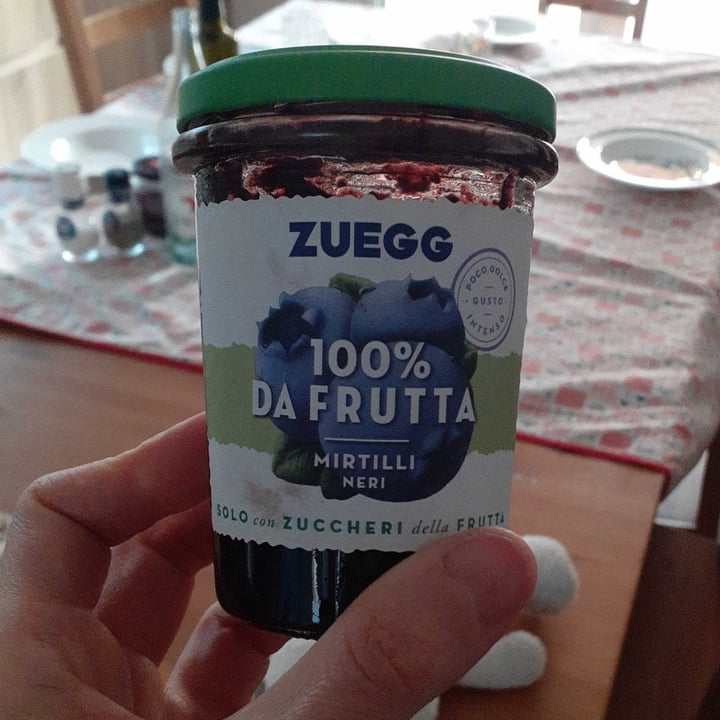 ZUEGG
POCO DOLCE
GUSTO
INTENSO
100%
DA FRUTTA
MIRTILLI
NERI
SOLO con ZUCCHERI della FRUTTA